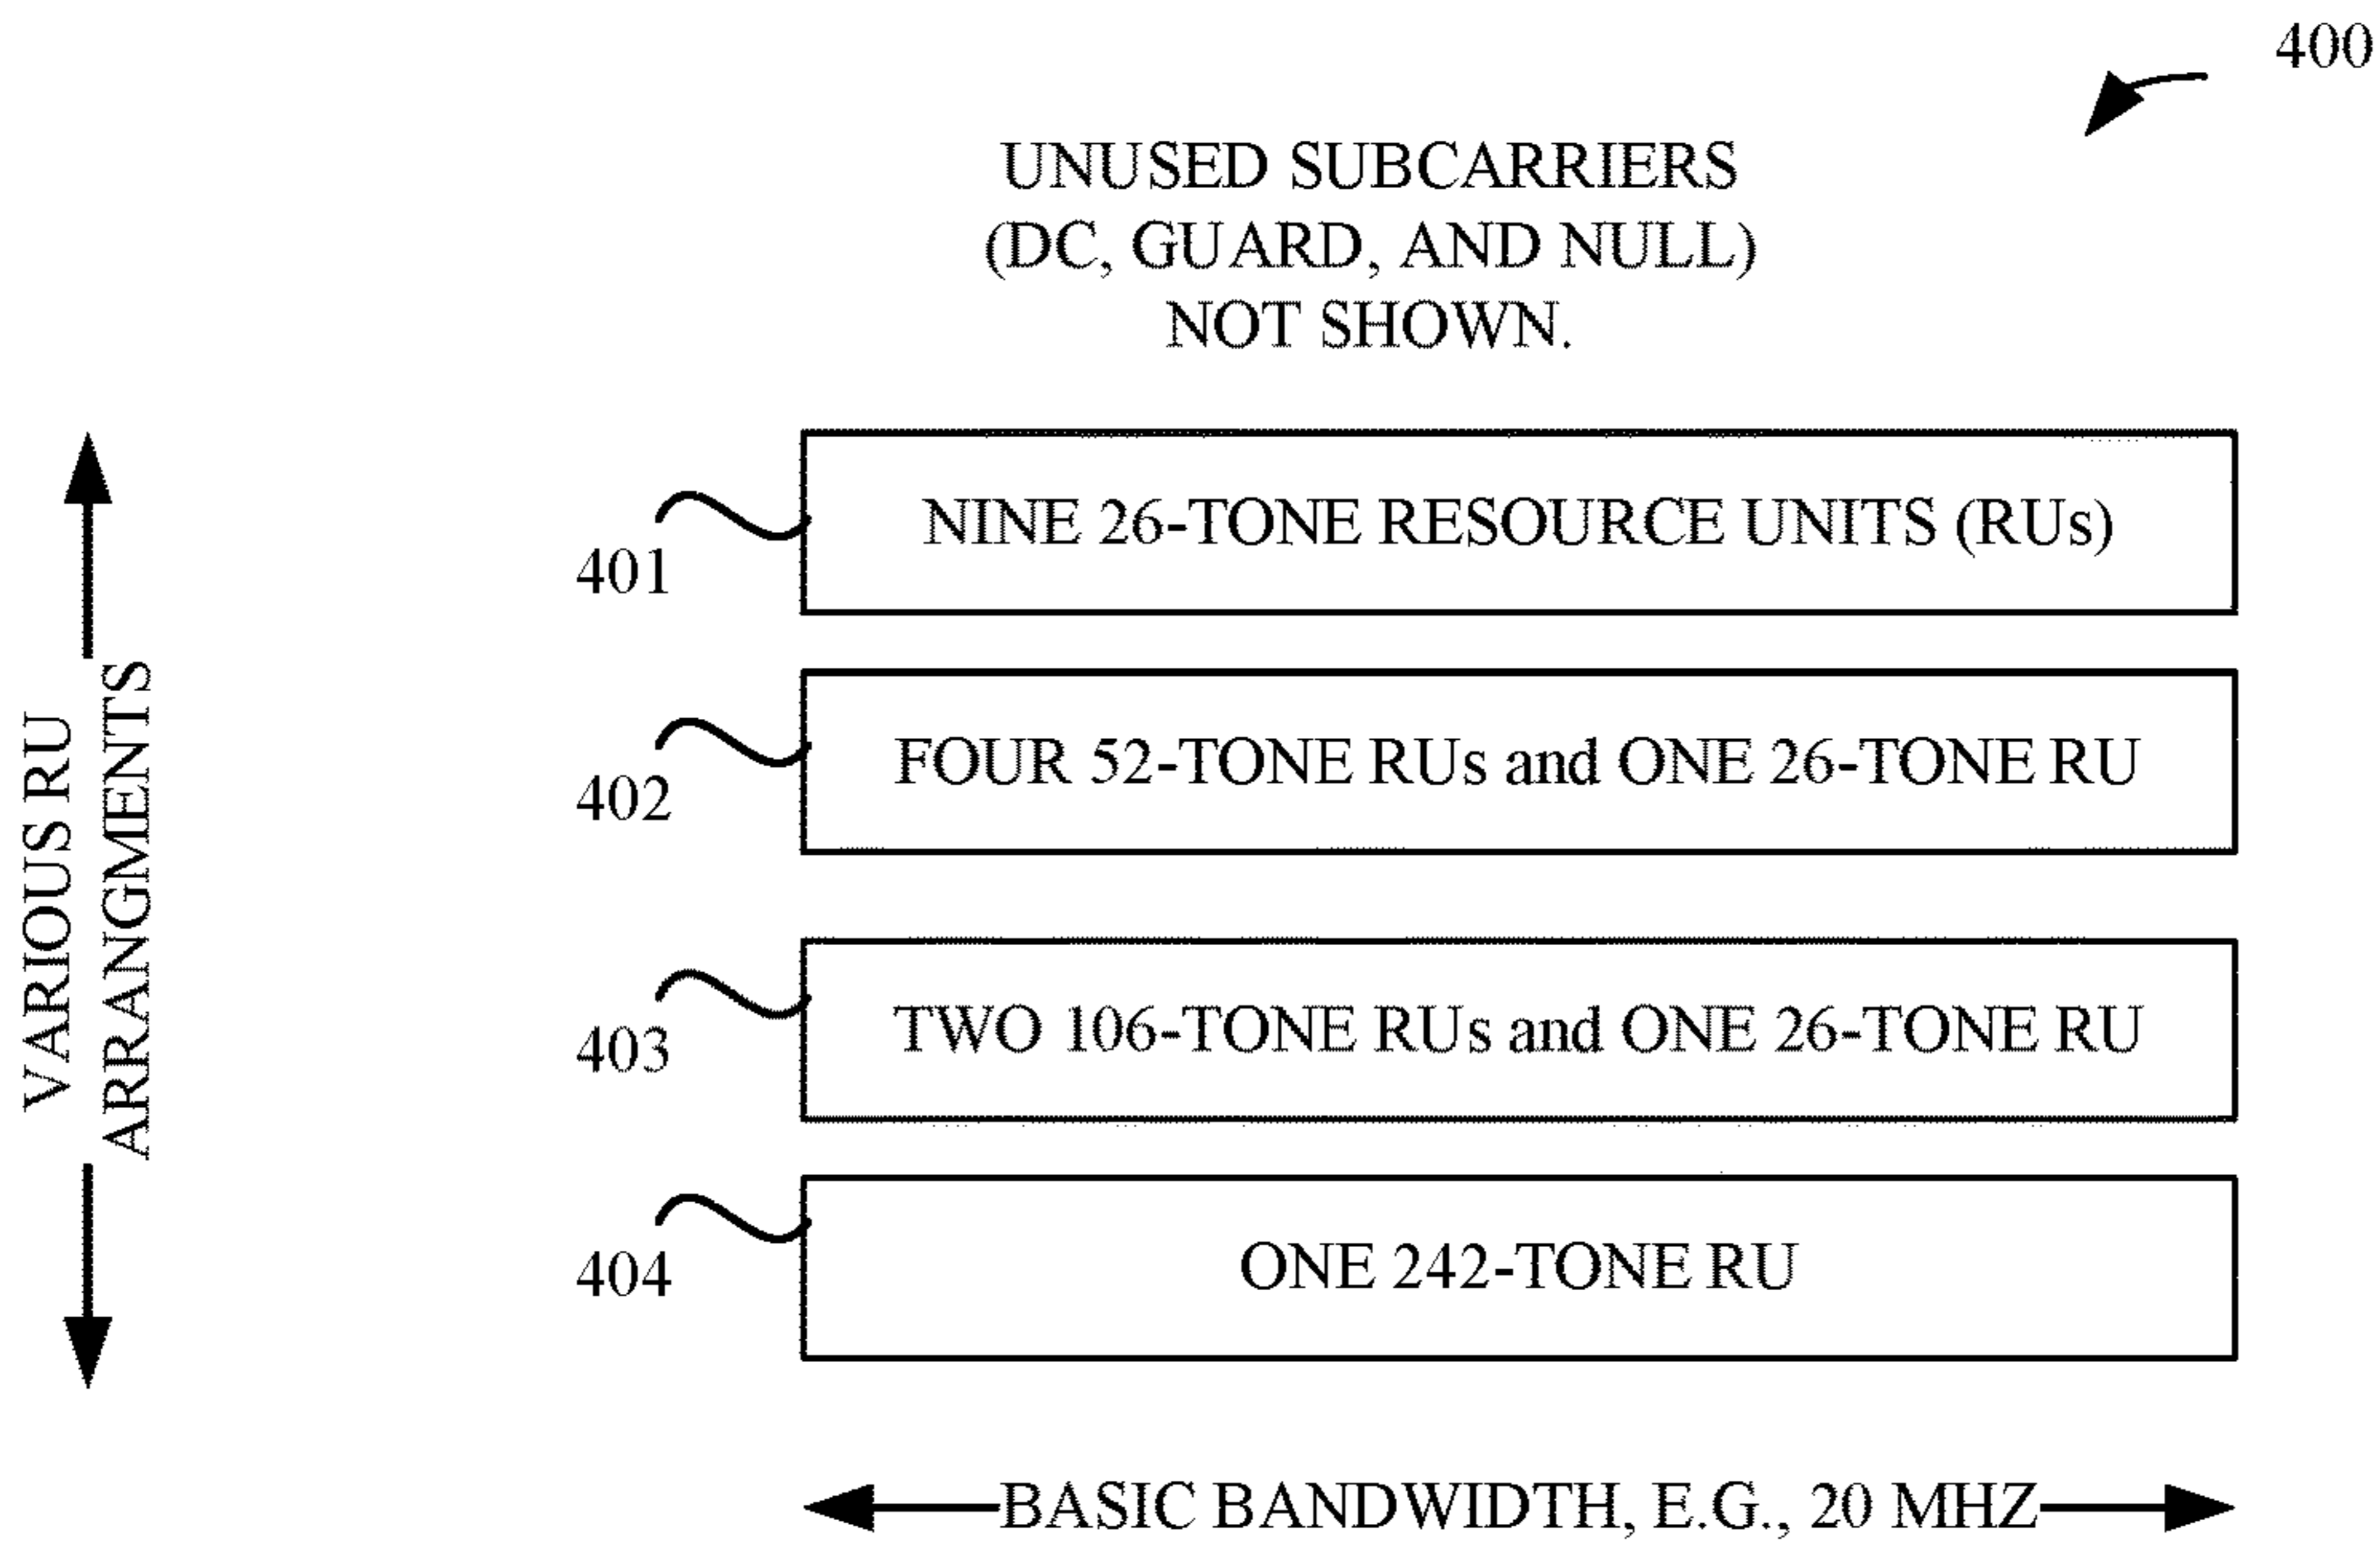 400
UNUSED SUBCARRIERS
(DC, GUARD, AND NULL)
NOT SHOWN.
VARIOUS RU
ARRANGMENTS
401
NINE 26-TONE RESOURCE UNITS (RUs)
402
FOUR 52-TONE RUs and ONE 26-TONE RU
403
TWO 106-TONE RUs and ONE 26-TONE RU
404
ONE 242-TONE RU
BASIC BANDWIDTH, E.G., 20 MHZ